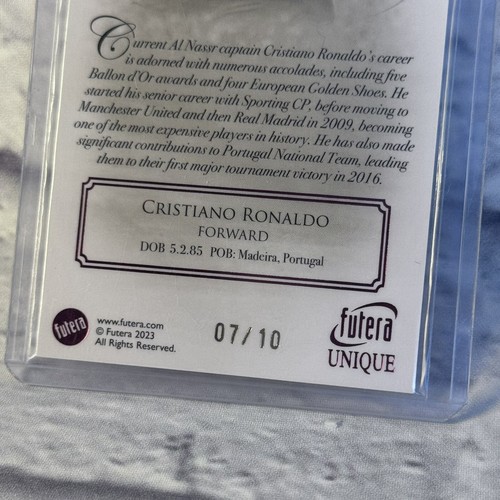 Current Al Nassr captain Cristiano Ronaldo's career
is adorned with numerous accolades, including five
Ballon d'Or awards and four European Golden Shoes. He
started his senior career with Sporting CP, before moving to
Manchester United and then Real Madrid in 2009, becoming
one of the most expensive players in history. He has also made
significant contributions to Portugal National Team, leading
them to their first major tournament victory in 2016.
CRISTIANO RONALDO
FORWARD
DOB 5.2.85 POB: Madeira, Portugal
futera
www.futera.com
© Futera 2023
All Rights Reserved.
07/10
futera
UNIQUE